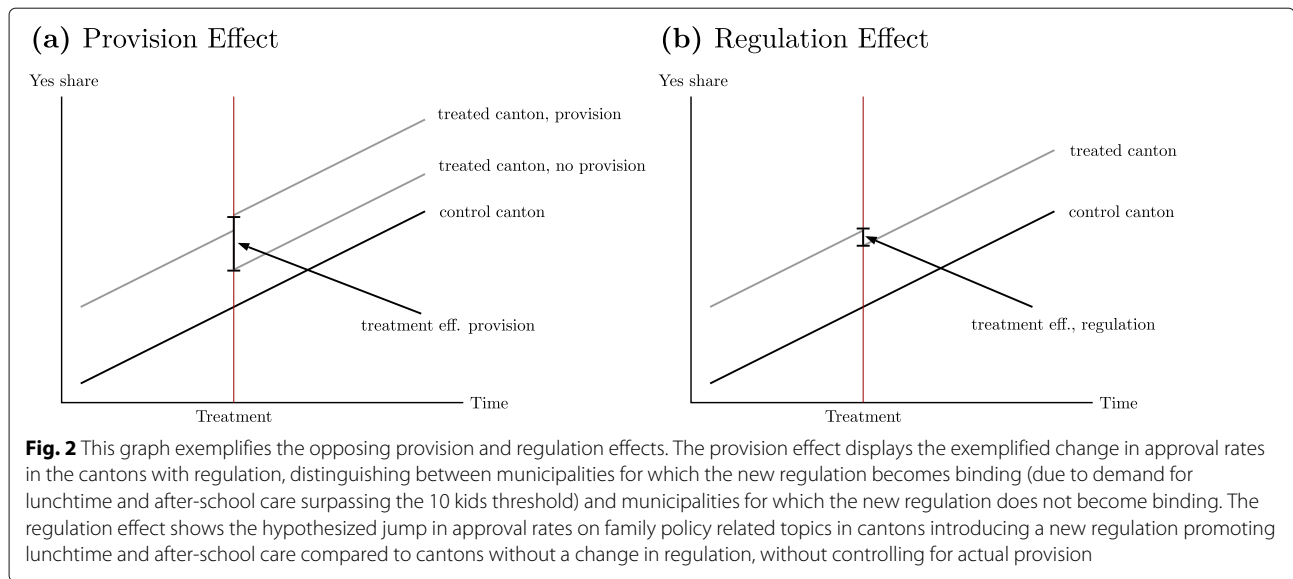 (a) Provision Effect
Yes share
treated canton, provision
treated canton, no provision
control canton
treatment eff. provision
Time
Treatment
(b) Regulation Effect
Yes share
treated canton
control canton
treatment eff., regulation
Time
Treatment
Fig. 2 This graph exemplifies the opposing provision and regulation effects. The provision effect displays the exemplified change in approval rates
in the cantons with regulation, distinguishing between municipalities for which the new regulation becomes binding (due to demand for
lunchtime and after-school care surpassing the 10 kids threshold) and municipalities for which the new regulation does not become binding. The
regulation effect shows the hypothesized jump in approval rates on family policy related topics in cantons introducing a new regulation promoting
lunchtime and after-school care compared to cantons without a change in regulation, without controlling for actual provision